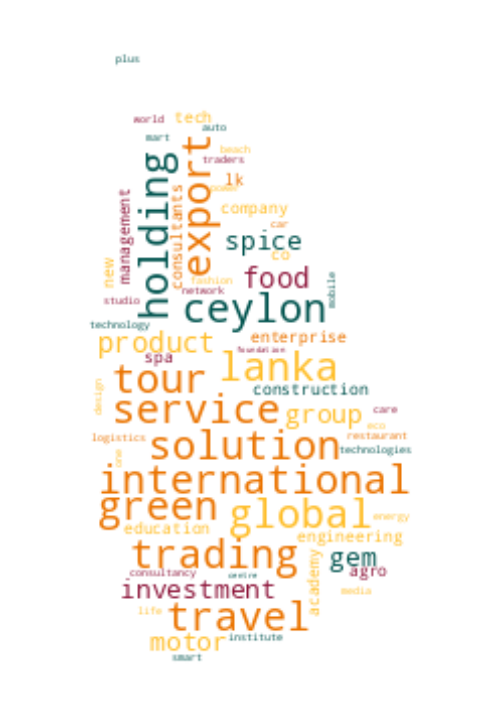 plus
world
tech
auto
mart
beach
traders
holding
export
consultants
management
lk
power
company
car
spice
co
new
food
fashion
network
mobile
studio
ceylon
technology
product
enterprise
foundation
spa
lanka
tour
construction
design
service
group
care
eco
logistics
restaurant
solution
technologies
one
international
green
global
energy
education
engineering
trading
gem
agro
consultancy
centre
academy
investment
media
life
travel
motor
institute
smart